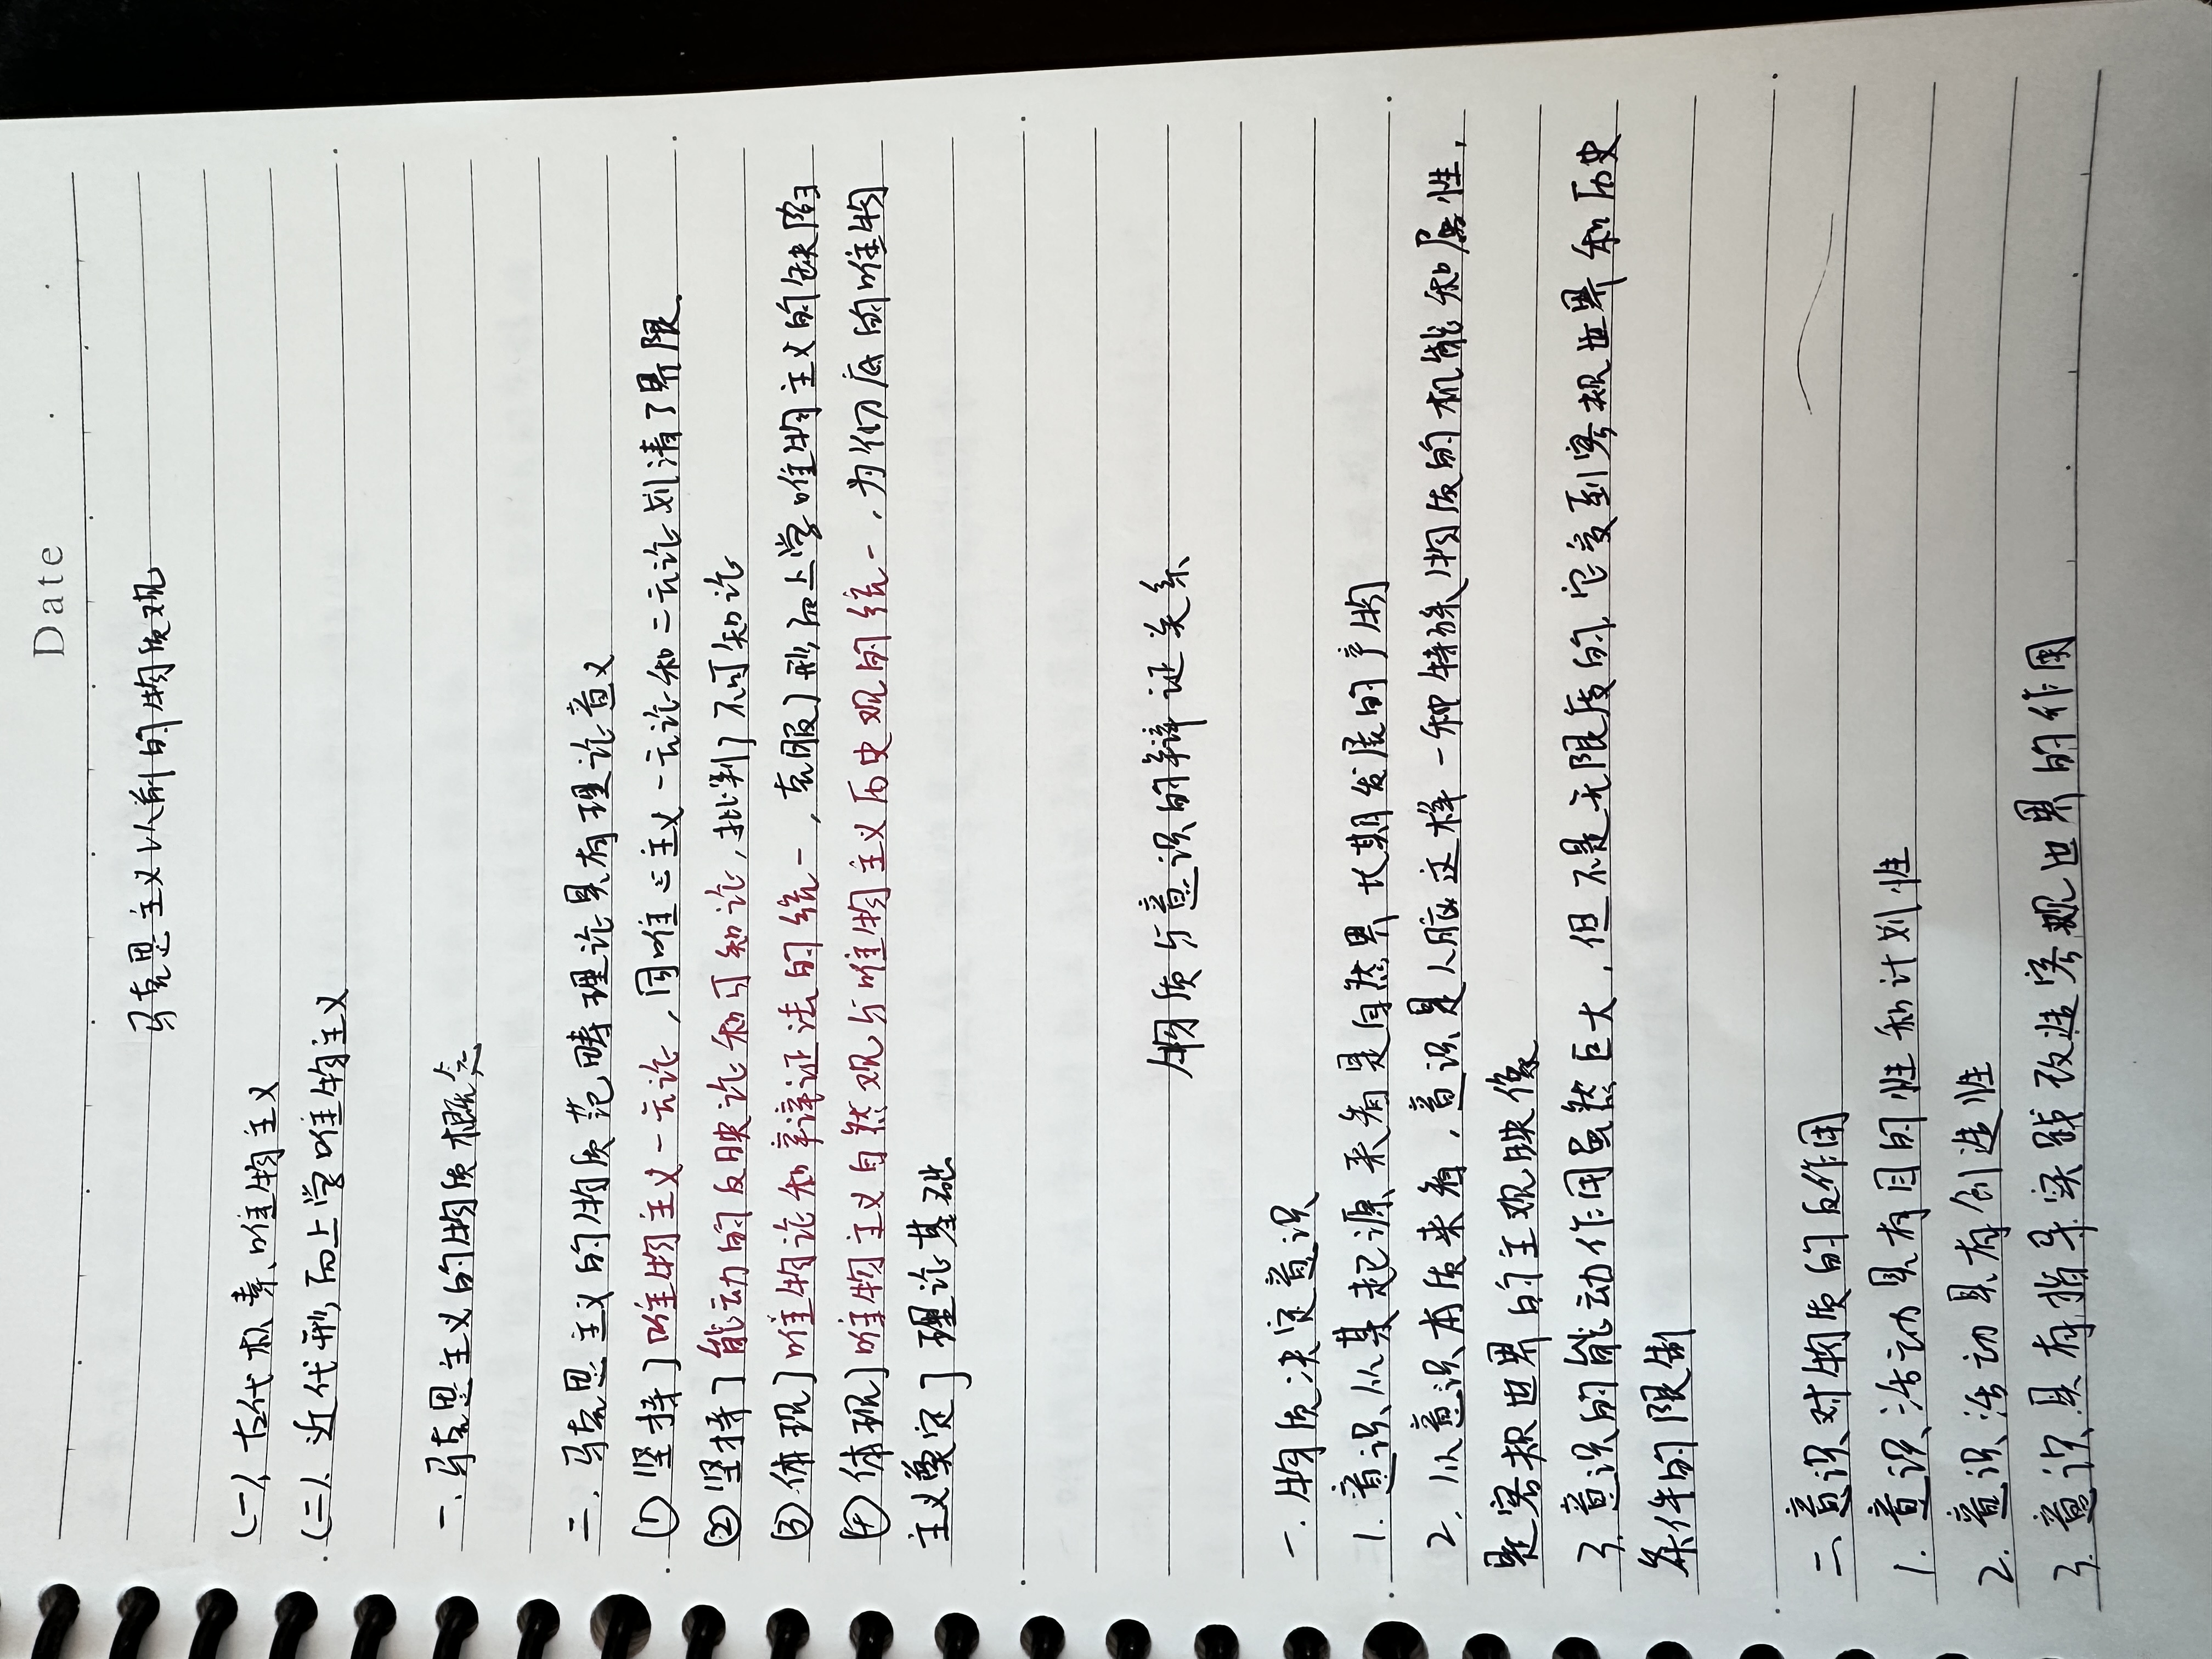 Date
马克思主义以前的物质观
(一)、古代朴素唯物主义
(二)、近代形而上学唯物主义
一.马克思主义的物质概念
二.马克思主义的物质范畴理论具有理论意义
① 坚持了唯物主义一元论,同唯心主义一元论和二元论划清了界限。
② 坚持了能动的反映论和可知论,批判了不可知论
③ 体现了唯物论和辩证法的统一,克服了形而上学唯物主义的缺陷
④ 体现了唯物主义自然观与唯物主义历史观的统一,为彻底的唯物
主义奠定了理论基础
物质与意识的辩证关系
一.物质决定意识
1.意识从其起源来看是自然界长期发展的产物
2.从意识本质来看,意识是人脑这样一种特殊物质的机能和属性,
是客观世界的主观映像
3.意识的能动作用虽然巨大,但不是无限度的,它受到客观世界和历史
条件的限制
二.意识对物质的反作用
1.意识活动具有目的性和计划性
2.意识活动具有创造性
3.意识具有指导实践改造客观世界的作用